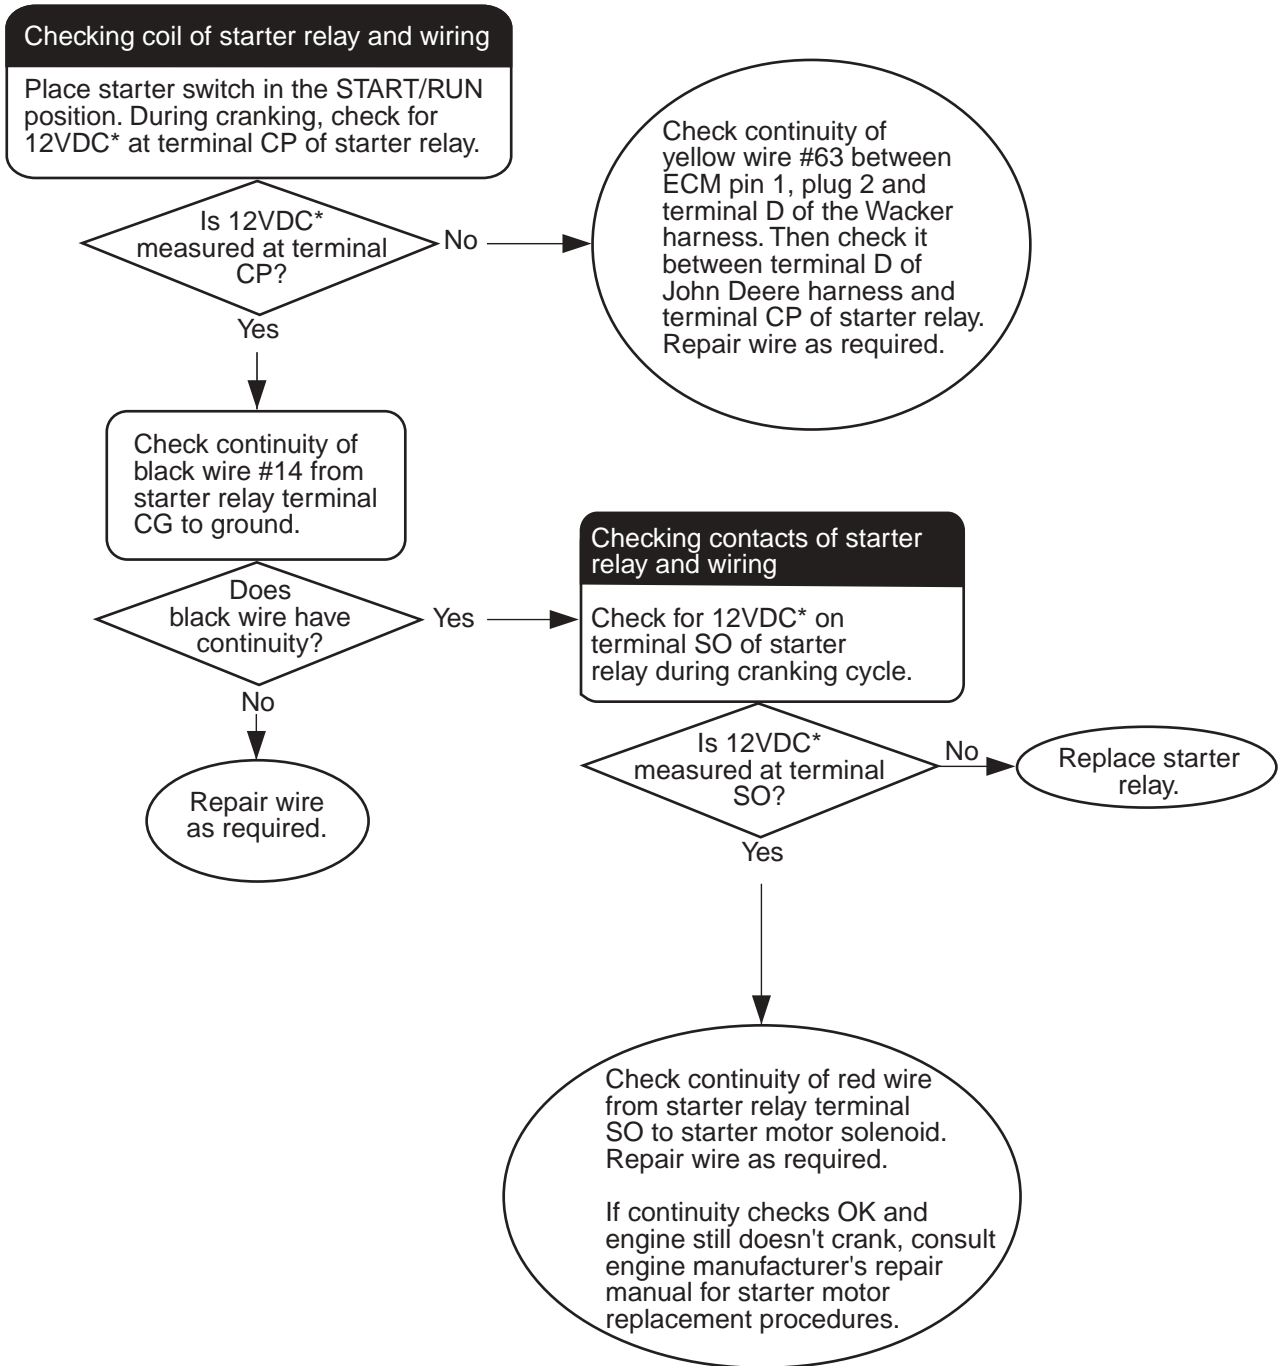 Checking coil of starter relay and wiring
Place starter switch in the START/RUN
position. During cranking, check for
12VDC* at terminal CP of starter relay.
Is 12VDC*
measured at terminal
CP?
No
Check continuity of
yellow wire #63 between
ECM pin 1, plug 2 and
terminal D of the Wacker
harness. Then check it
between terminal D of
John Deere harness and
terminal CP of starter relay.
Repair wire as required.
Yes
Check continuity of
black wire #14 from
starter relay terminal
CG to ground.
Does
black wire have
continuity?
Yes
No
Repair wire
as required.
Checking contacts of starter
relay and wiring
Check for 12VDC* on
terminal SO of starter
relay during cranking cycle.
Is 12VDC*
measured at terminal
SO?
No
Replace starter
relay.
Yes
Check continuity of red wire
from starter relay terminal
SO to starter motor solenoid.
Repair wire as required.
If continuity checks OK and
engine still doesn't crank, consult
engine manufacturer's repair
manual for starter motor
replacement procedures.